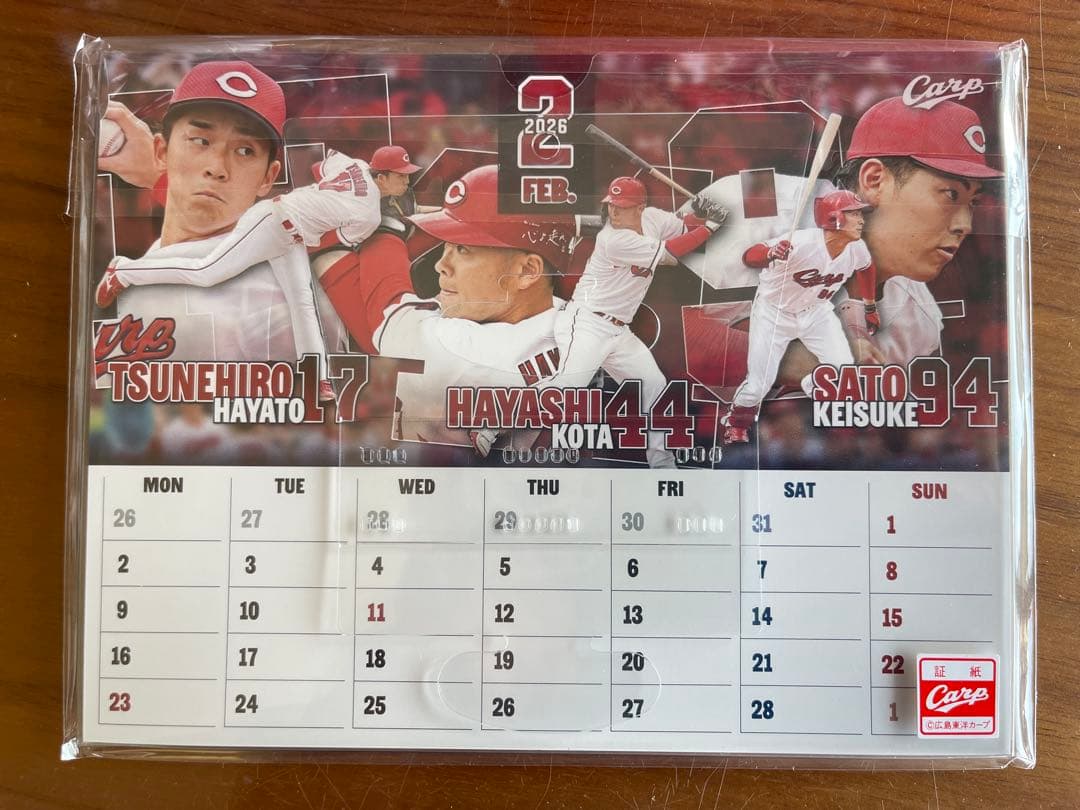 2
2026
FEB.
Carp
Carp
TSUNEHIRO 17
HAYATO
HAYASHI 44
KOTA
SATO 94
KEISUKE
MON TUE WED THU FRI SAT SUN
26 27 28 29 30 31 1
2 3 4 5 6 7 8
9 10 11 12 13 14 15
16 17 18 19 20 21 22
23 24 25 26 27 28 1
証紙
Carp
©広島東洋カープ